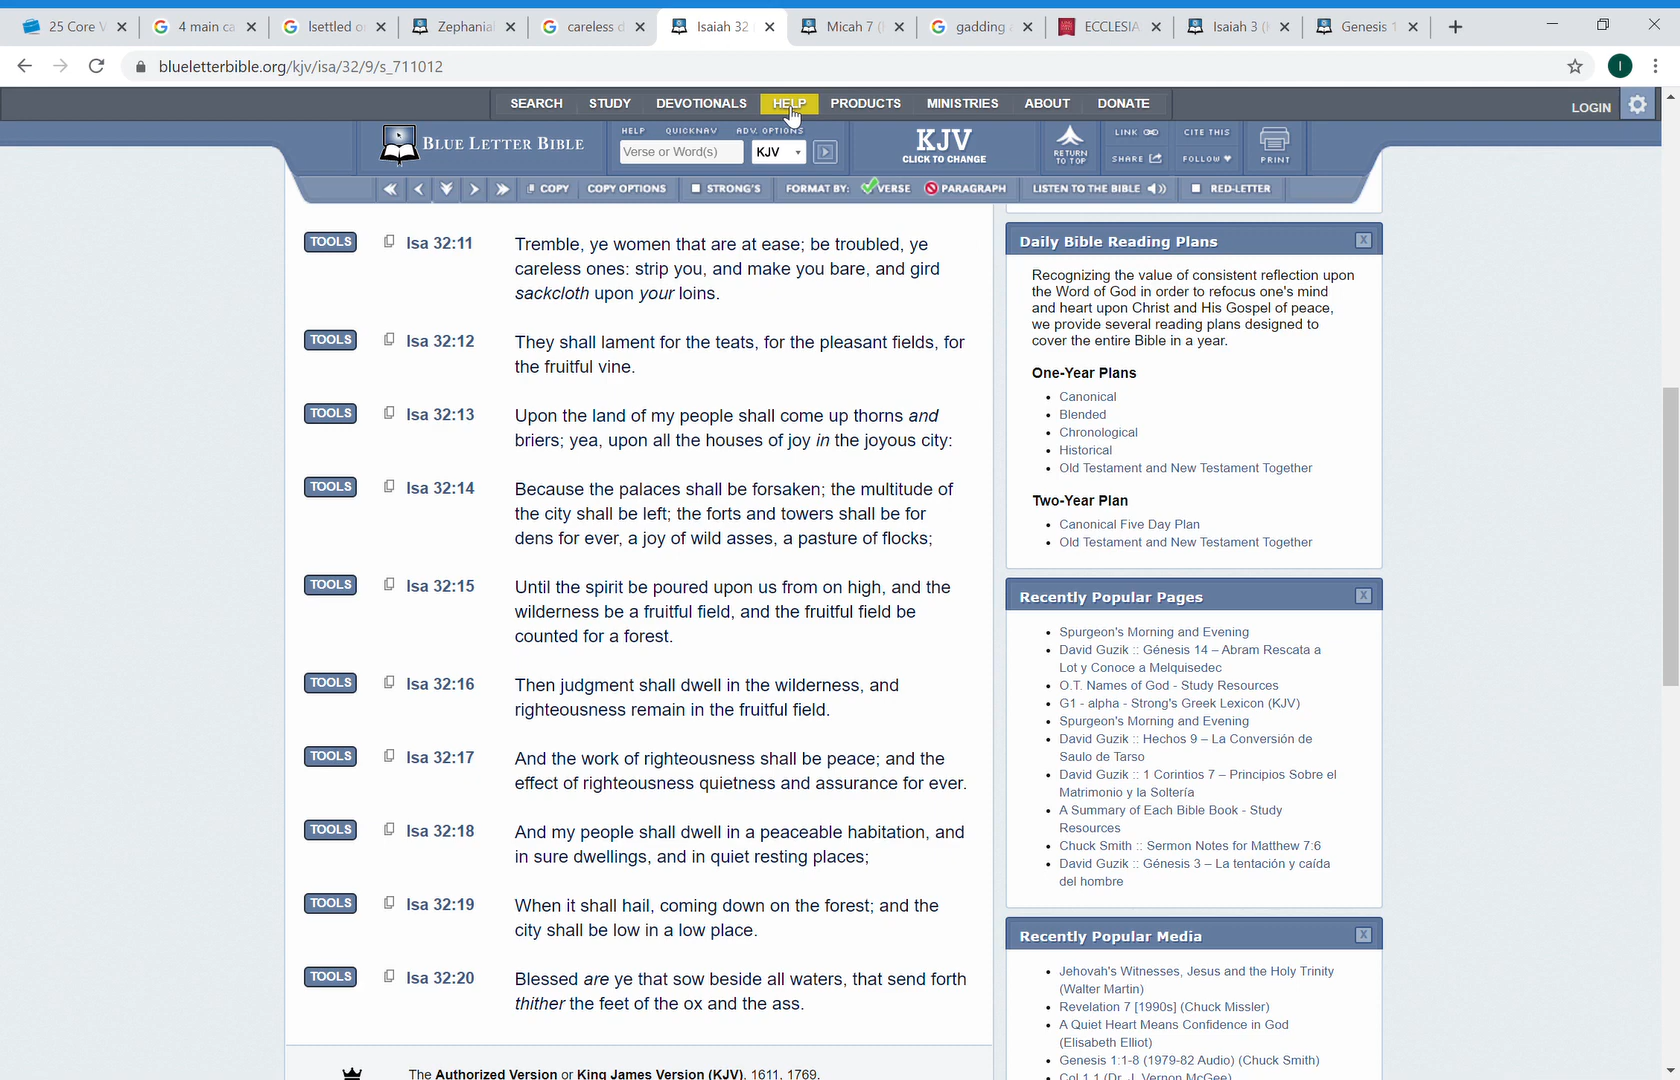 25 Core V
4 main ca
Isettled o
Zephania
careless d
Isaiah 32
Micah 7 (
gadding a
ECCLESIA
Isaiah 3 (
Genesis 1
blueletterbible.org/kjv/isa/32/9/s_711012
I
SEARCH STUDY DEVOTIONALS HELP PRODUCTS MINISTRIES ABOUT DONATE
LOGIN
BLUE LETTER BIBLE
HELP QUICKNAV ADV. OPTIONS
Verse or Word(s)
KJV
KJV
CLICK TO CHANGE
RETURN
TO TOP
LINK
SHARE
CITE THIS
FOLLOW
PRINT
COPY COPY OPTIONS STRONG'S FORMAT BY: VERSE PARAGRAPH LISTEN TO THE BIBLE RED-LETTER
TOOLS Isa 32:11 Tremble, ye women that are at ease; be troubled, ye
careless ones: strip you, and make you bare, and gird
sackcloth upon your loins.
TOOLS Isa 32:12 They shall lament for the teats, for the pleasant fields, for
the fruitful vine.
TOOLS Isa 32:13 Upon the land of my people shall come up thorns and
briers; yea, upon all the houses of joy in the joyous city:
TOOLS Isa 32:14 Because the palaces shall be forsaken; the multitude of
the city shall be left; the forts and towers shall be for
dens for ever, a joy of wild asses, a pasture of flocks;
TOOLS Isa 32:15 Until the spirit be poured upon us from on high, and the
wilderness be a fruitful field, and the fruitful field be
counted for a forest.
TOOLS Isa 32:16 Then judgment shall dwell in the wilderness, and
righteousness remain in the fruitful field.
TOOLS Isa 32:17 And the work of righteousness shall be peace; and the
effect of righteousness quietness and assurance for ever.
TOOLS Isa 32:18 And my people shall dwell in a peaceable habitation, and
in sure dwellings, and in quiet resting places;
TOOLS Isa 32:19 When it shall hail, coming down on the forest; and the
city shall be low in a low place.
TOOLS Isa 32:20 Blessed are ye that sow beside all waters, that send forth
thither the feet of the ox and the ass.
The Authorized Version or King James Version (KJV), 1611, 1769.
Daily Bible Reading Plans X
Recognizing the value of consistent reflection upon
the Word of God in order to refocus one's mind
and heart upon Christ and His Gospel of peace,
we provide several reading plans designed to
cover the entire Bible in a year.
One-Year Plans
Canonical
Blended
Chronological
Historical
Old Testament and New Testament Together
Two-Year Plan
Canonical Five Day Plan
Old Testament and New Testament Together
Recently Popular Pages X
Spurgeon's Morning and Evening
David Guzik :: Génesis 14 – Abram Rescata a
Lot y Conoce a Melquisedec
O.T. Names of God - Study Resources
G1 - alpha - Strong's Greek Lexicon (KJV)
Spurgeon's Morning and Evening
David Guzik :: Hechos 9 – La Conversión de
Saulo de Tarso
David Guzik :: 1 Corintios 7 – Principios Sobre el
Matrimonio y la Soltería
A Summary of Each Bible Book - Study
Resources
Chuck Smith :: Sermon Notes for Matthew 7:6
David Guzik :: Génesis 3 – La tentación y caída
del hombre
Recently Popular Media X
Jehovah's Witnesses, Jesus and the Holy Trinity
(Walter Martin)
Revelation 7 [1990s] (Chuck Missler)
A Quiet Heart Means Confidence in God
(Elisabeth Elliot)
Genesis 1:1-8 (1979-82 Audio) (Chuck Smith)
Col 1.1 (Dr. J. Vernon McGee)